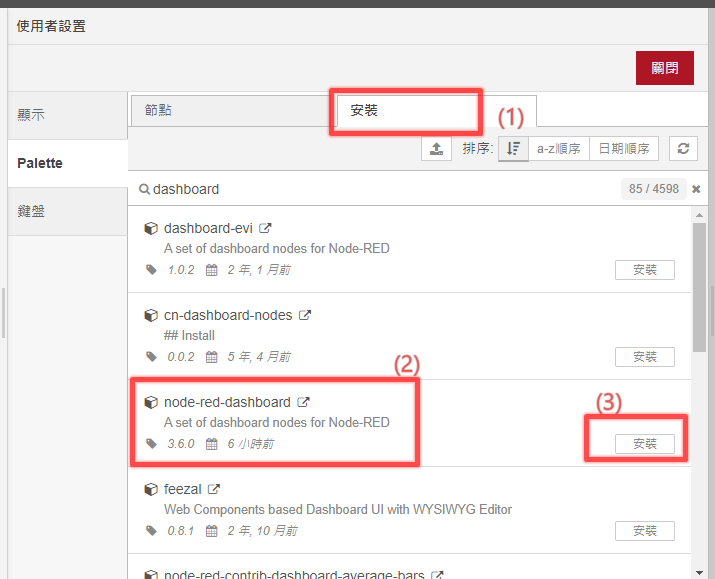 使用者設置
關閉
顯示
Palette
鍵盤
節點
安裝
(1)
排序:
a-z順序
日期順序
dashboard
85 / 4598
dashboard-evi
A set of dashboard nodes for Node-RED
1.0.2 2 年, 1 月前
安裝
cn-dashboard-nodes
## Install
0.0.2 5 年, 4 月前
安裝
(2)
node-red-dashboard
A set of dashboard nodes for Node-RED
3.6.0 6 小時前
(3)
安裝
feezal
Web Components based Dashboard UI with WYSIWYG Editor
0.8.1 2 年, 10 月前
安裝
node-red-contrib-dashboard-average-bars